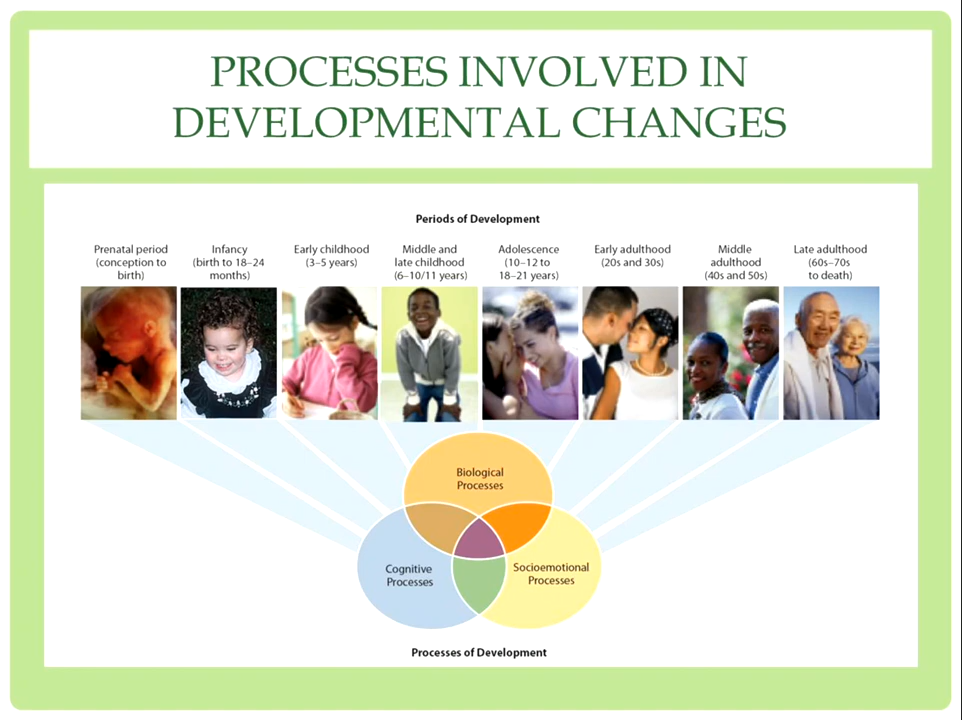 PROCESSES INVOLVED IN
DEVELOPMENTAL CHANGES
Periods of Development
Prenatal period
(conception to
birth)
Infancy
(birth to 18–24
months)
Early childhood
(3–5 years)
Middle and
late childhood
(6–10/11 years)
Adolescence
(10–12 to
18–21 years)
Early adulthood
(20s and 30s)
Middle
adulthood
(40s and 50s)
Late adulthood
(60s–70s
to death)
Biological
Processes
Cognitive
Processes
Socioemotional
Processes
Processes of Development